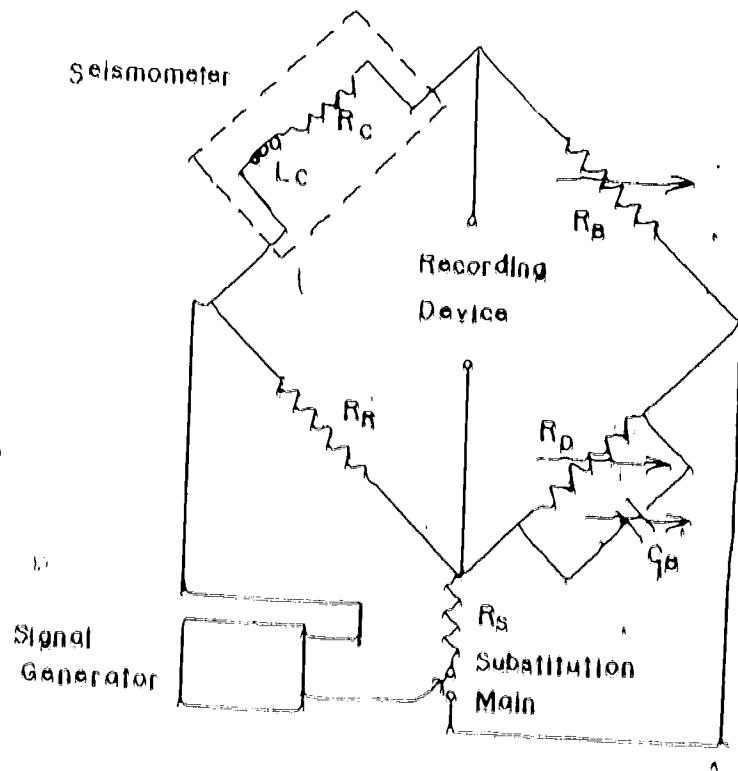 Seismometer
R_C
L_C
R_B
Recording
Device
R_R
R_D
C_B
R_S
Signal
Generator
Substitution
Main